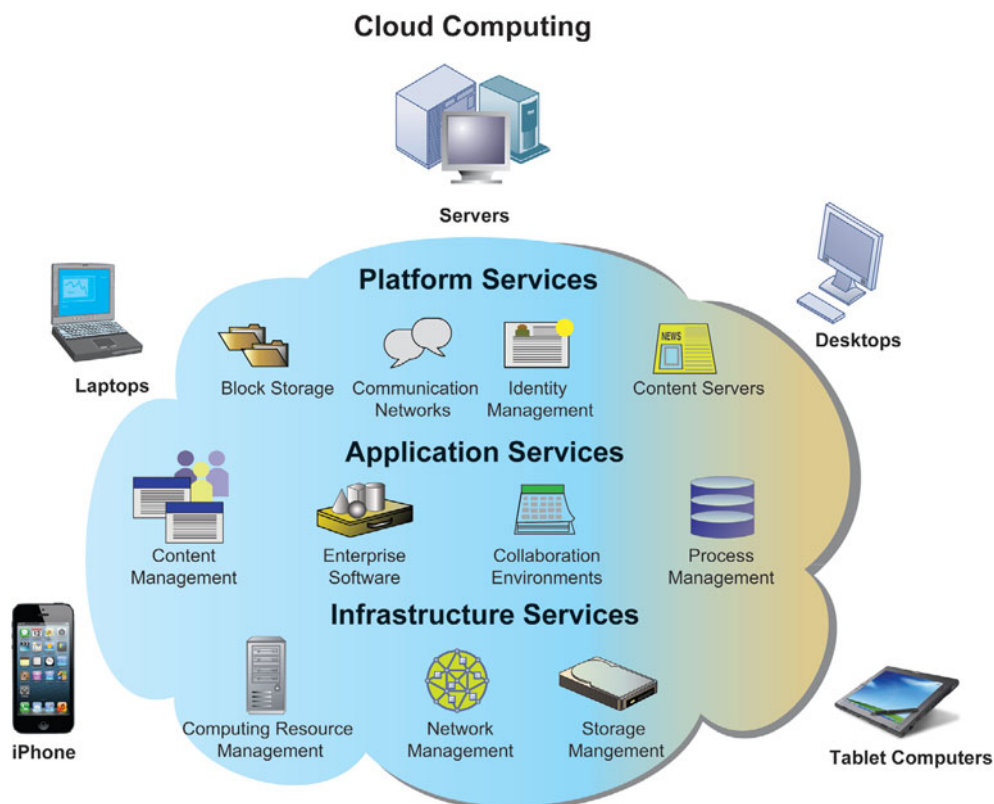 Cloud Computing
Servers
Platform Services
Laptops
Desktops
Block Storage
Communication
Networks
Identity
Management
NEWS
Content Servers
Application Services
Content
Management
Enterprise
Software
Collaboration
Environments
Process
Management
Infrastructure Services
iPhone
Computing Resource
Management
Network
Management
Storage
Mangement
Tablet Computers